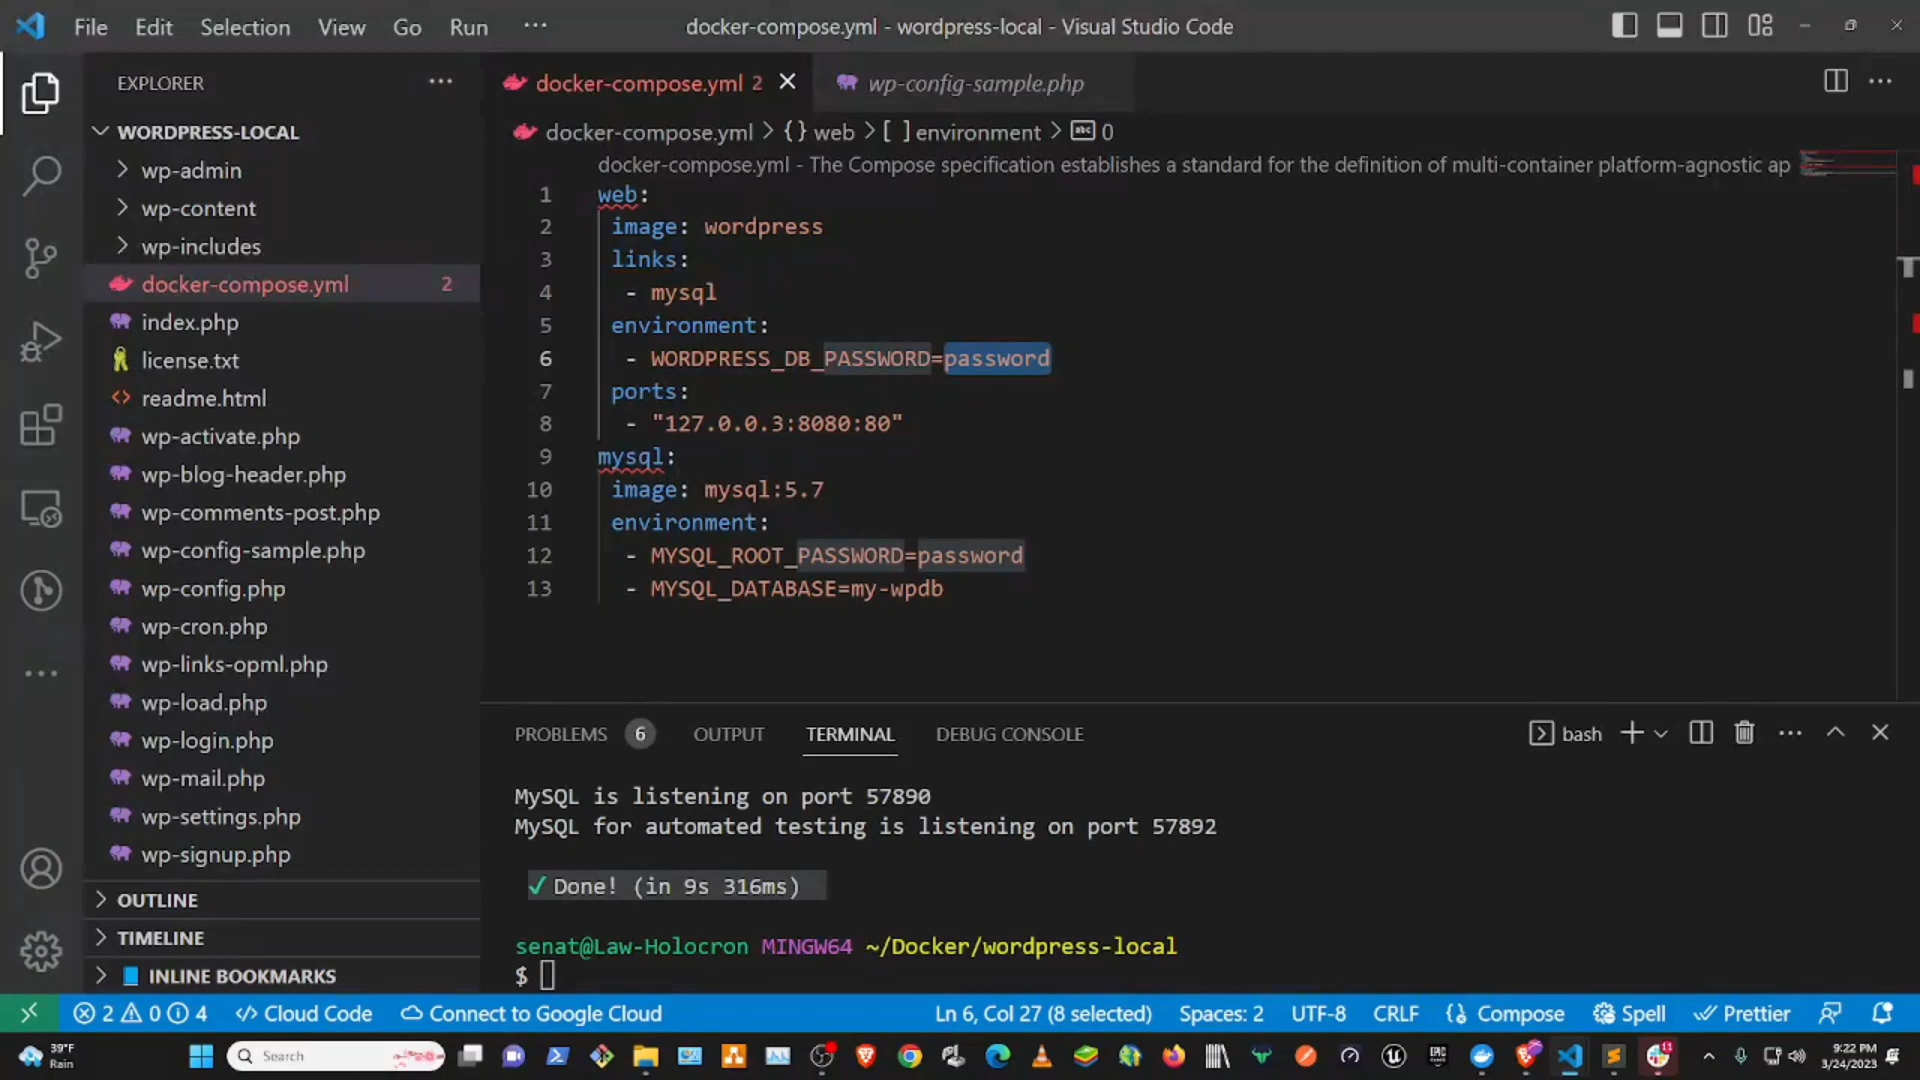 File Edit Selection View Go Run ···
docker-compose.yml - wordpress-local - Visual Studio Code
EXPLORER ···
WORDPRESS-LOCAL
wp-admin
wp-content
wp-includes
docker-compose.yml 2
index.php
license.txt
readme.html
wp-activate.php
wp-blog-header.php
wp-comments-post.php
wp-config-sample.php
wp-config.php
wp-cron.php
wp-links-opml.php
wp-load.php
wp-login.php
wp-mail.php
wp-settings.php
wp-signup.php
OUTLINE
TIMELINE
INLINE BOOKMARKS
docker-compose.yml 2
wp-config-sample.php
docker-compose.yml > {} web > [ ] environment > abc 0
docker-compose.yml - The Compose specification establishes a standard for the definition of multi-container platform-agnostic ap
1 web:
2 image: wordpress
3 links:
4 - mysql
5 environment:
6 - WORDPRESS_DB_PASSWORD=password
7 ports:
8 - "127.0.0.3:8080:80"
9 mysql:
10 image: mysql:5.7
11 environment:
12 - MYSQL_ROOT_PASSWORD=password
13 - MYSQL_DATABASE=my-wpdb
PROBLEMS 6 OUTPUT TERMINAL DEBUG CONSOLE
bash
MySQL is listening on port 57890
MySQL for automated testing is listening on port 57892
✓ Done! (in 9s 316ms)
senat@Law-Holocron MINGW64 ~/Docker/wordpress-local
$
2 0 4 </> Cloud Code Connect to Google Cloud Ln 6, Col 27 (8 selected) Spaces: 2 UTF-8 CRLF Compose Spell Prettier
39°F
Rain
Search
EPIC
11
9:22 PM
3/24/2023